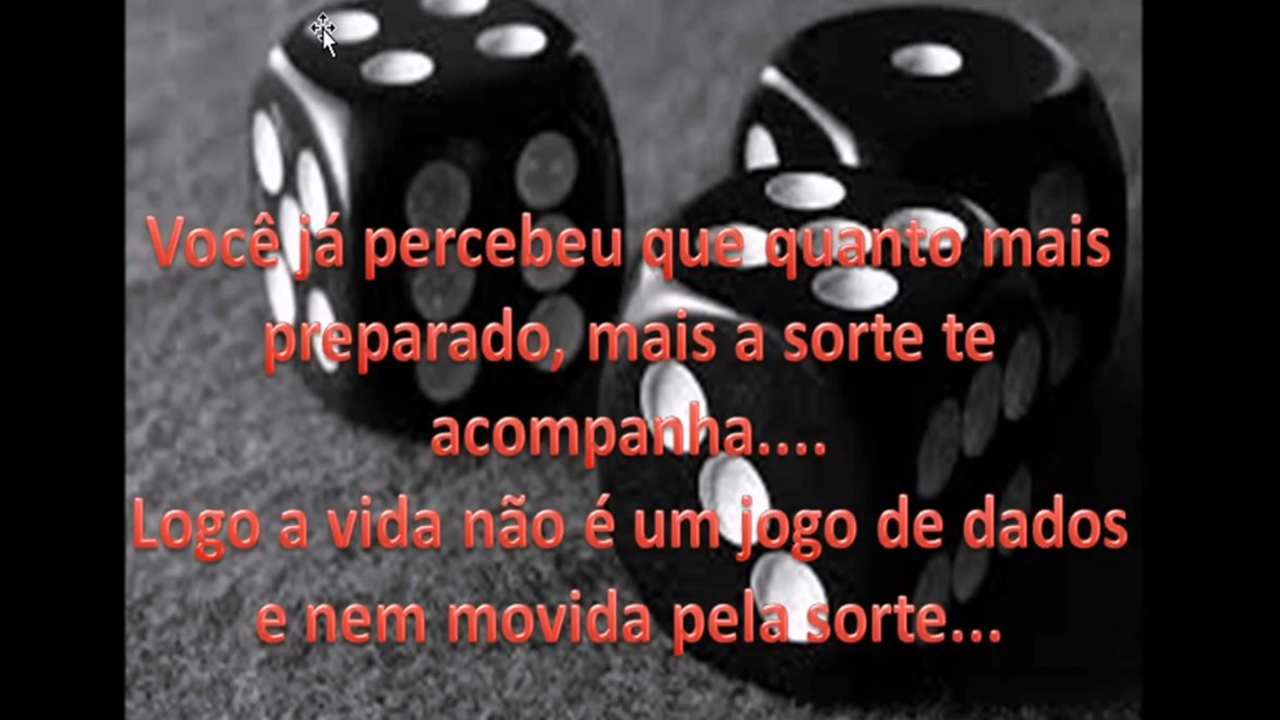 Você já percebeu que quanto mais
preparado, mais a sorte te
acompanha....
Logo a vida não é um jogo de dados
e nem movida pela sorte...